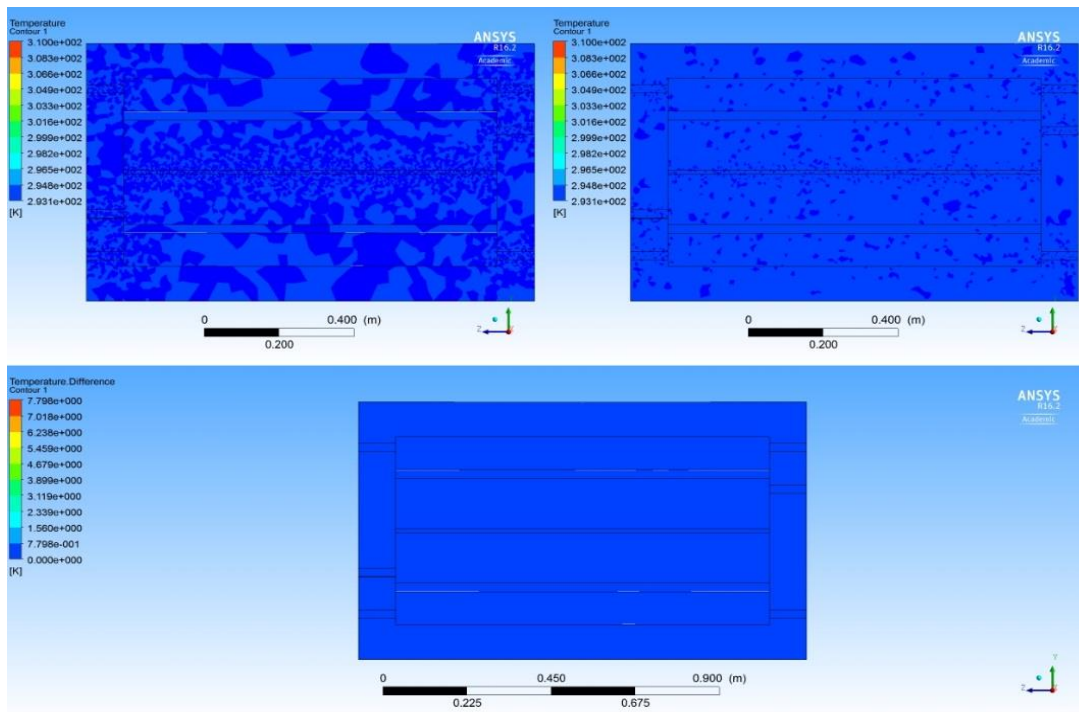 Temperature
Contour 1
3.100e+002
3.083e+002
3.066e+002
3.049e+002
3.033e+002
3.016e+002
2.999e+002
2.982e+002
2.965e+002
2.948e+002
2.931e+002
[K]
ANSYS
R16.2
Academic
0 0.400 (m)
0.200
Z
Temperature
Contour 1
3.100e+002
3.083e+002
3.066e+002
3.049e+002
3.033e+002
3.016e+002
2.999e+002
2.982e+002
2.965e+002
2.948e+002
2.931e+002
[K]
ANSYS
R16.2
Academic
0 0.400 (m)
0.200
Z
Temperature.Difference
Contour 1
7.798e+000
7.018e+000
6.238e+000
5.459e+000
4.679e+000
3.899e+000
3.119e+000
2.339e+000
1.560e+000
7.798e-001
0.000e+000
[K]
ANSYS
R16.2
Academic
0 0.450 0.900 (m)
0.225 0.675
Y
Z